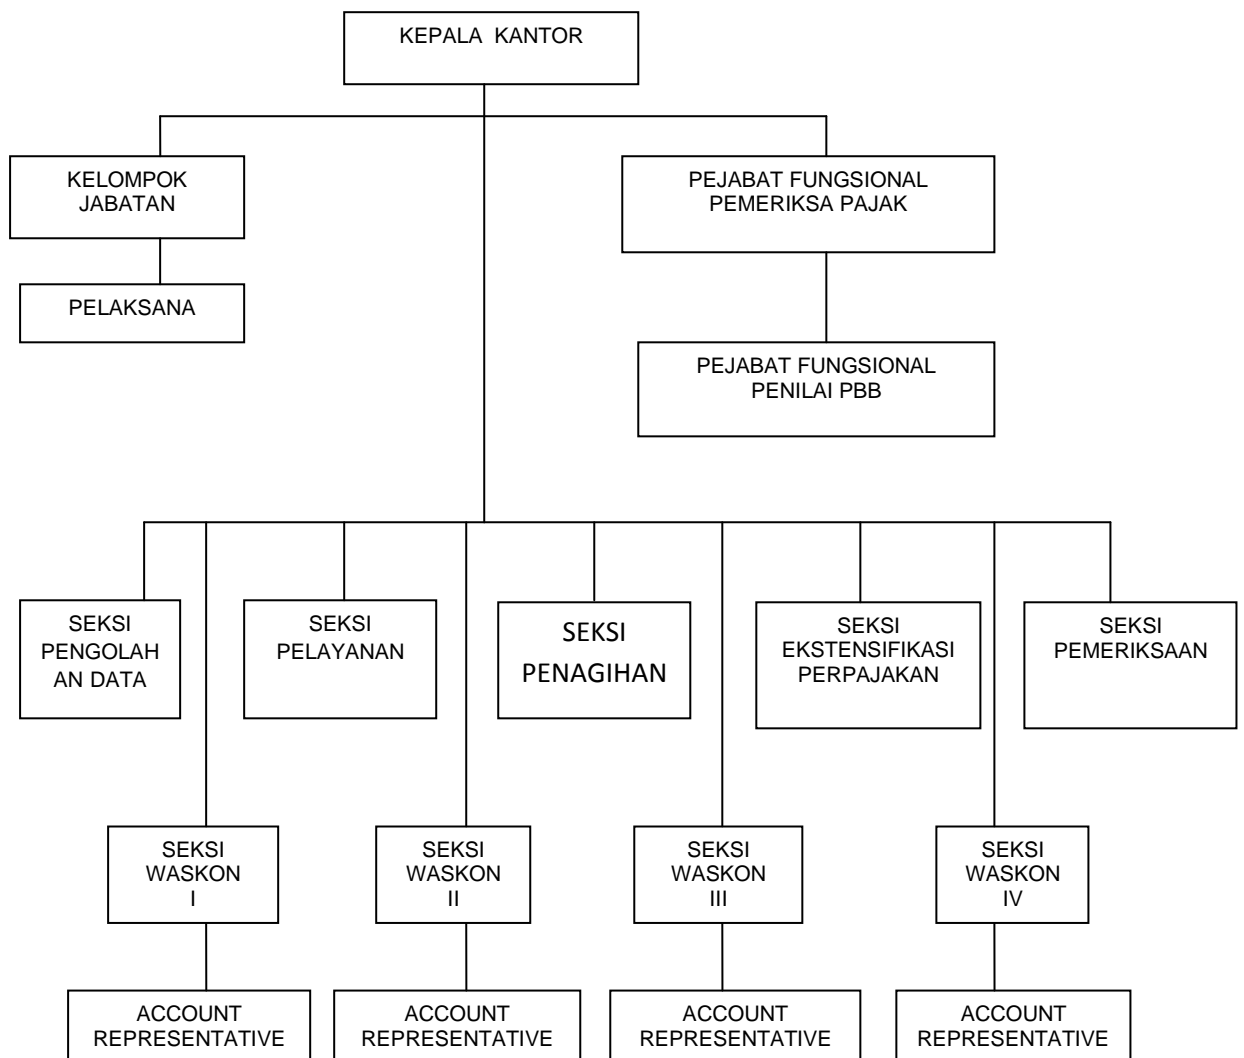 KEPALA KANTOR
KELOMPOK
JABATAN
PEJABAT FUNGSIONAL
PEMERIKSA PAJAK
PELAKSANA
PEJABAT FUNGSIONAL
PENILAI PBB
SEKSI
PENGOLAH
AN DATA
SEKSI
PELAYANAN
SEKSI
PENAGIHAN
SEKSI
EKSTENSIFIKASI
PERPAJAKAN
SEKSI
PEMERIKSAAN
SEKSI
WASKON
I
SEKSI
WASKON
II
SEKSI
WASKON
III
SEKSI
WASKON
IV
ACCOUNT
REPRESENTATIVE
ACCOUNT
REPRESENTATIVE
ACCOUNT
REPRESENTATIVE
ACCOUNT
REPRESENTATIVE